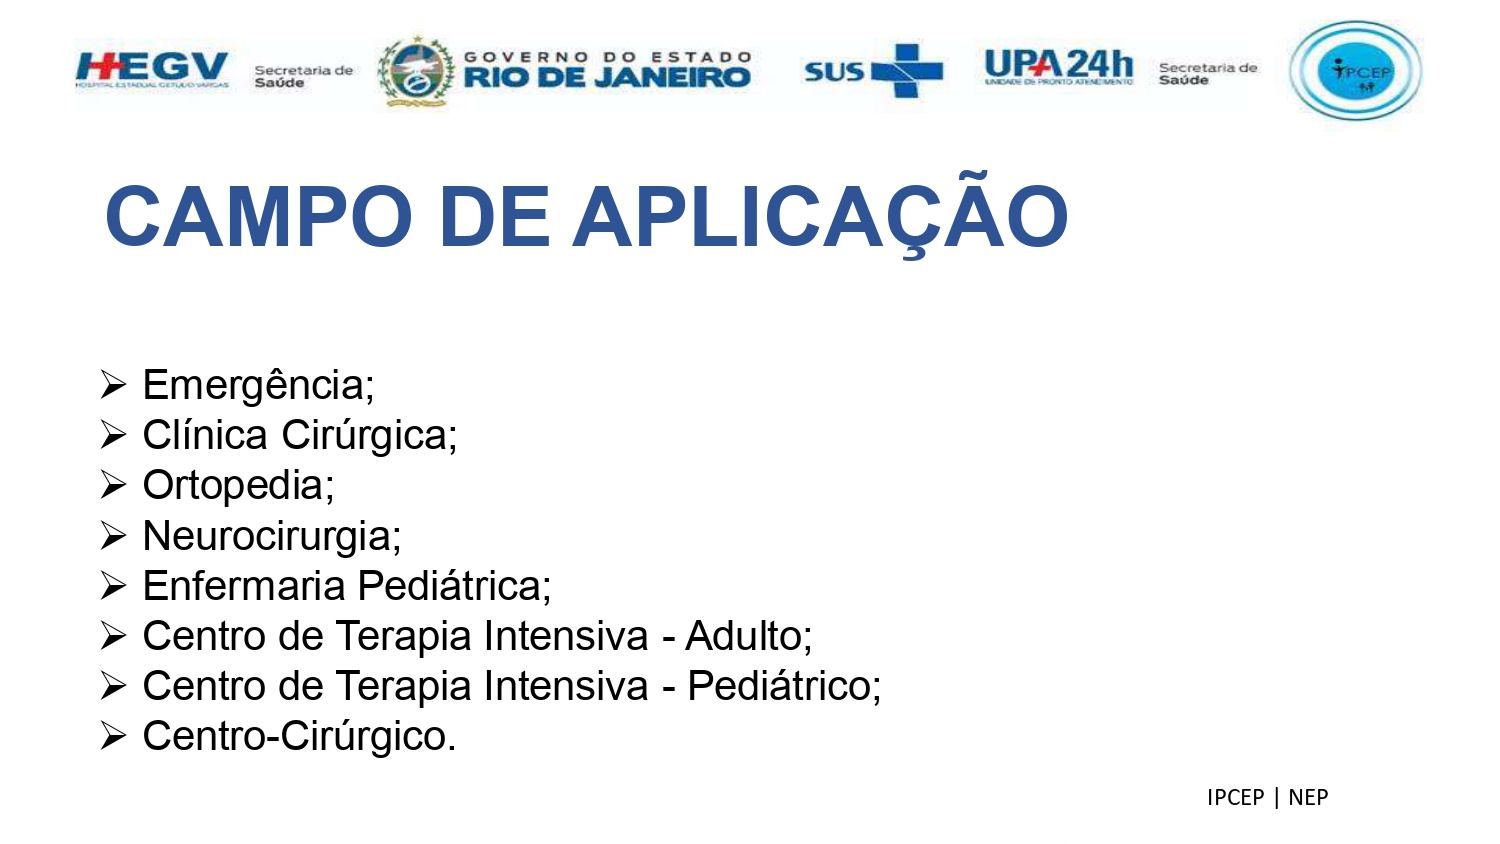 HEGV
HOSPITAL ESTADUAL GETULIO VARGAS
Secretaria de
Saúde
GOVERNO DO ESTADO
RIO DE JANEIRO
SUS
UPA 24h
UNIDADE DE PRONTO ATENDIMENTO
Secretaria de
Saúde
IPCEP
CAMPO DE APLICAÇÃO
➢ Emergência;
➢ Clínica Cirúrgica;
➢ Ortopedia;
➢ Neurocirurgia;
➢ Enfermaria Pediátrica;
➢ Centro de Terapia Intensiva - Adulto;
➢ Centro de Terapia Intensiva - Pediátrico;
➢ Centro-Cirúrgico.
IPCEP | NEP